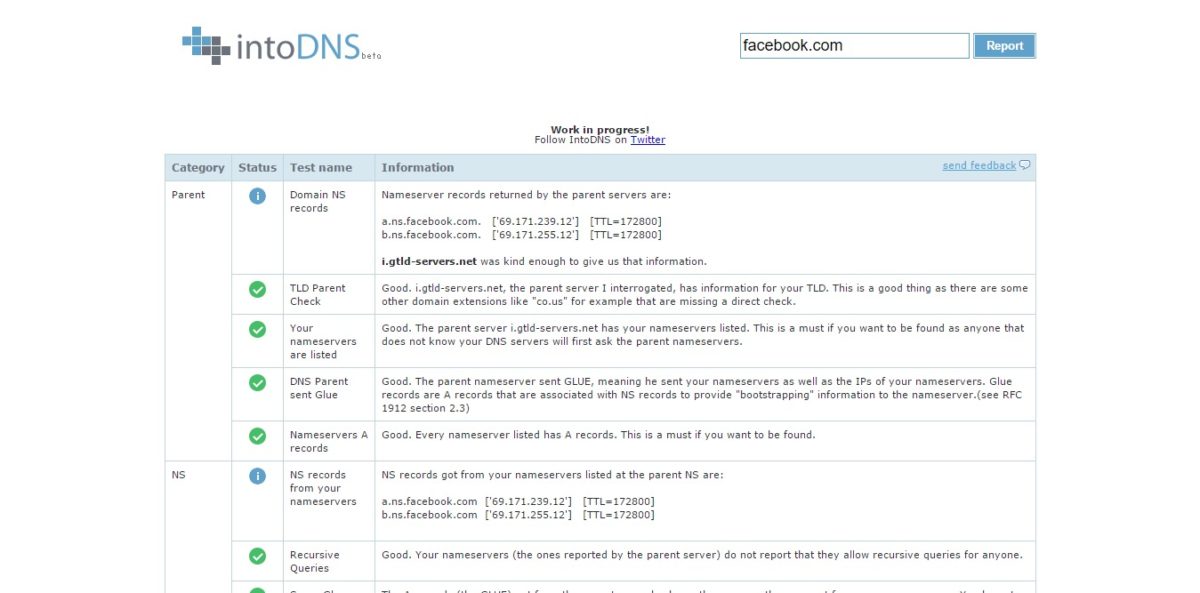 intoDNS beta
facebook.com Report
Work in progress!
Follow IntoDNS on Twitter
Category Status Test name Information send feedback
Parent
Domain NS
records
Nameserver records returned by the parent servers are:
a.ns.facebook.com. ['69.171.239.12'] [TTL=172800]
b.ns.facebook.com. ['69.171.255.12'] [TTL=172800]
i.gtld-servers.net was kind enough to give us that information.
TLD Parent
Check
Good. i.gtld-servers.net, the parent server I interrogated, has information for your TLD. This is a good thing as there are some
other domain extensions like "co.us" for example that are missing a direct check.
Your
nameservers
are listed
Good. The parent server i.gtld-servers.net has your nameservers listed. This is a must if you want to be found as anyone that
does not know your DNS servers will first ask the parent nameservers.
DNS Parent
sent Glue
Good. The parent nameserver sent GLUE, meaning he sent your nameservers as well as the IPs of your nameservers. Glue
records are A records that are associated with NS records to provide "bootstrapping" information to the nameserver.(see RFC
1912 section 2.3)
Nameservers A
records
Good. Every nameserver listed has A records. This is a must if you want to be found.
NS
NS records
from your
nameservers
NS records got from your nameservers listed at the parent NS are:
a.ns.facebook.com ['69.171.239.12'] [TTL=172800]
b.ns.facebook.com ['69.171.255.12'] [TTL=172800]
Recursive
Queries
Good. Your nameservers (the ones reported by the parent server) do not report that they allow recursive queries for anyone.